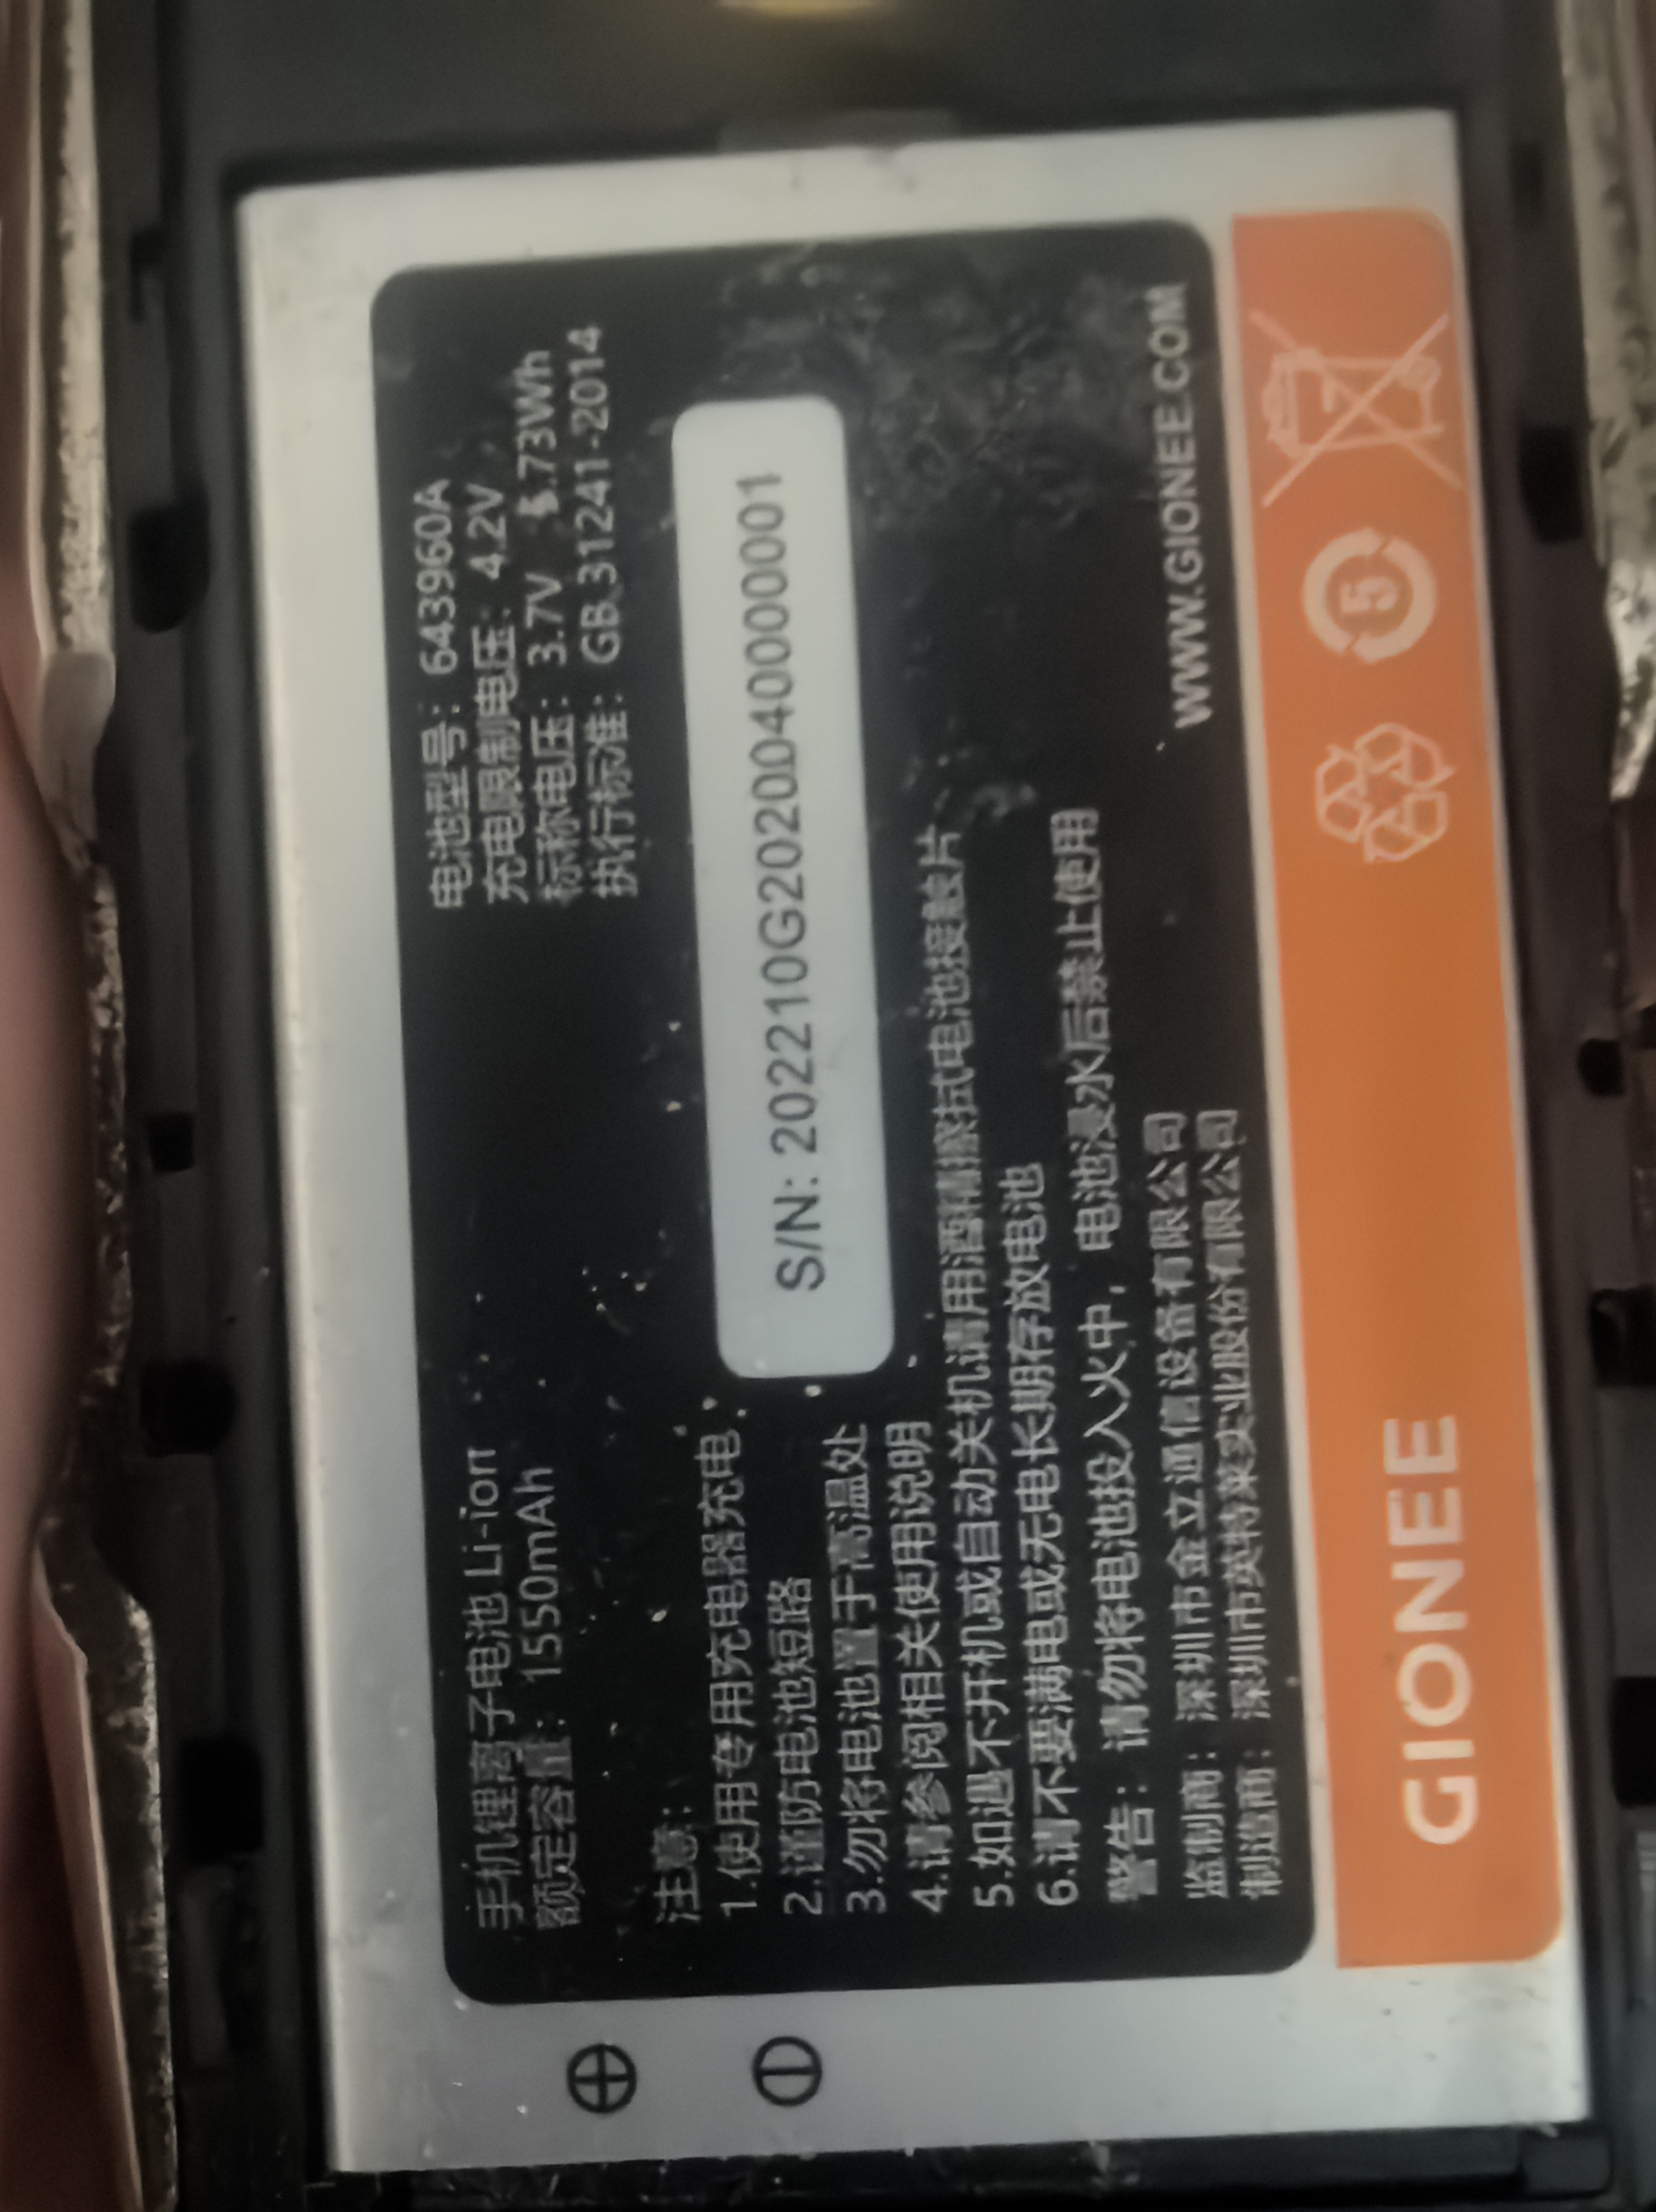 手机锂离子电池 Li-ion
额定容量：1550mAh
电池型号：643960A
充电限制电压：4.2V
标称电压：3.7V 5.73Wh
执行标准：GB 31241-2014
S/N: 202210G2020D40000001
注意：
1.使用专用充电器充电
2.谨防电池短路
3.勿将电池置于高温处
4.请参阅相关使用说明
5.如遇不开机或自动关机请用酒精擦拭电池接触片
6.请不要满电或无电长期存放电池
警告：请勿将电池投入火中，电池浸水后禁止使用
监制商：深圳市金立通信设备有限公司
制造商：深圳市英特莱实业股份有限公司
WWW.GIONEE.COM
GIONEE
5